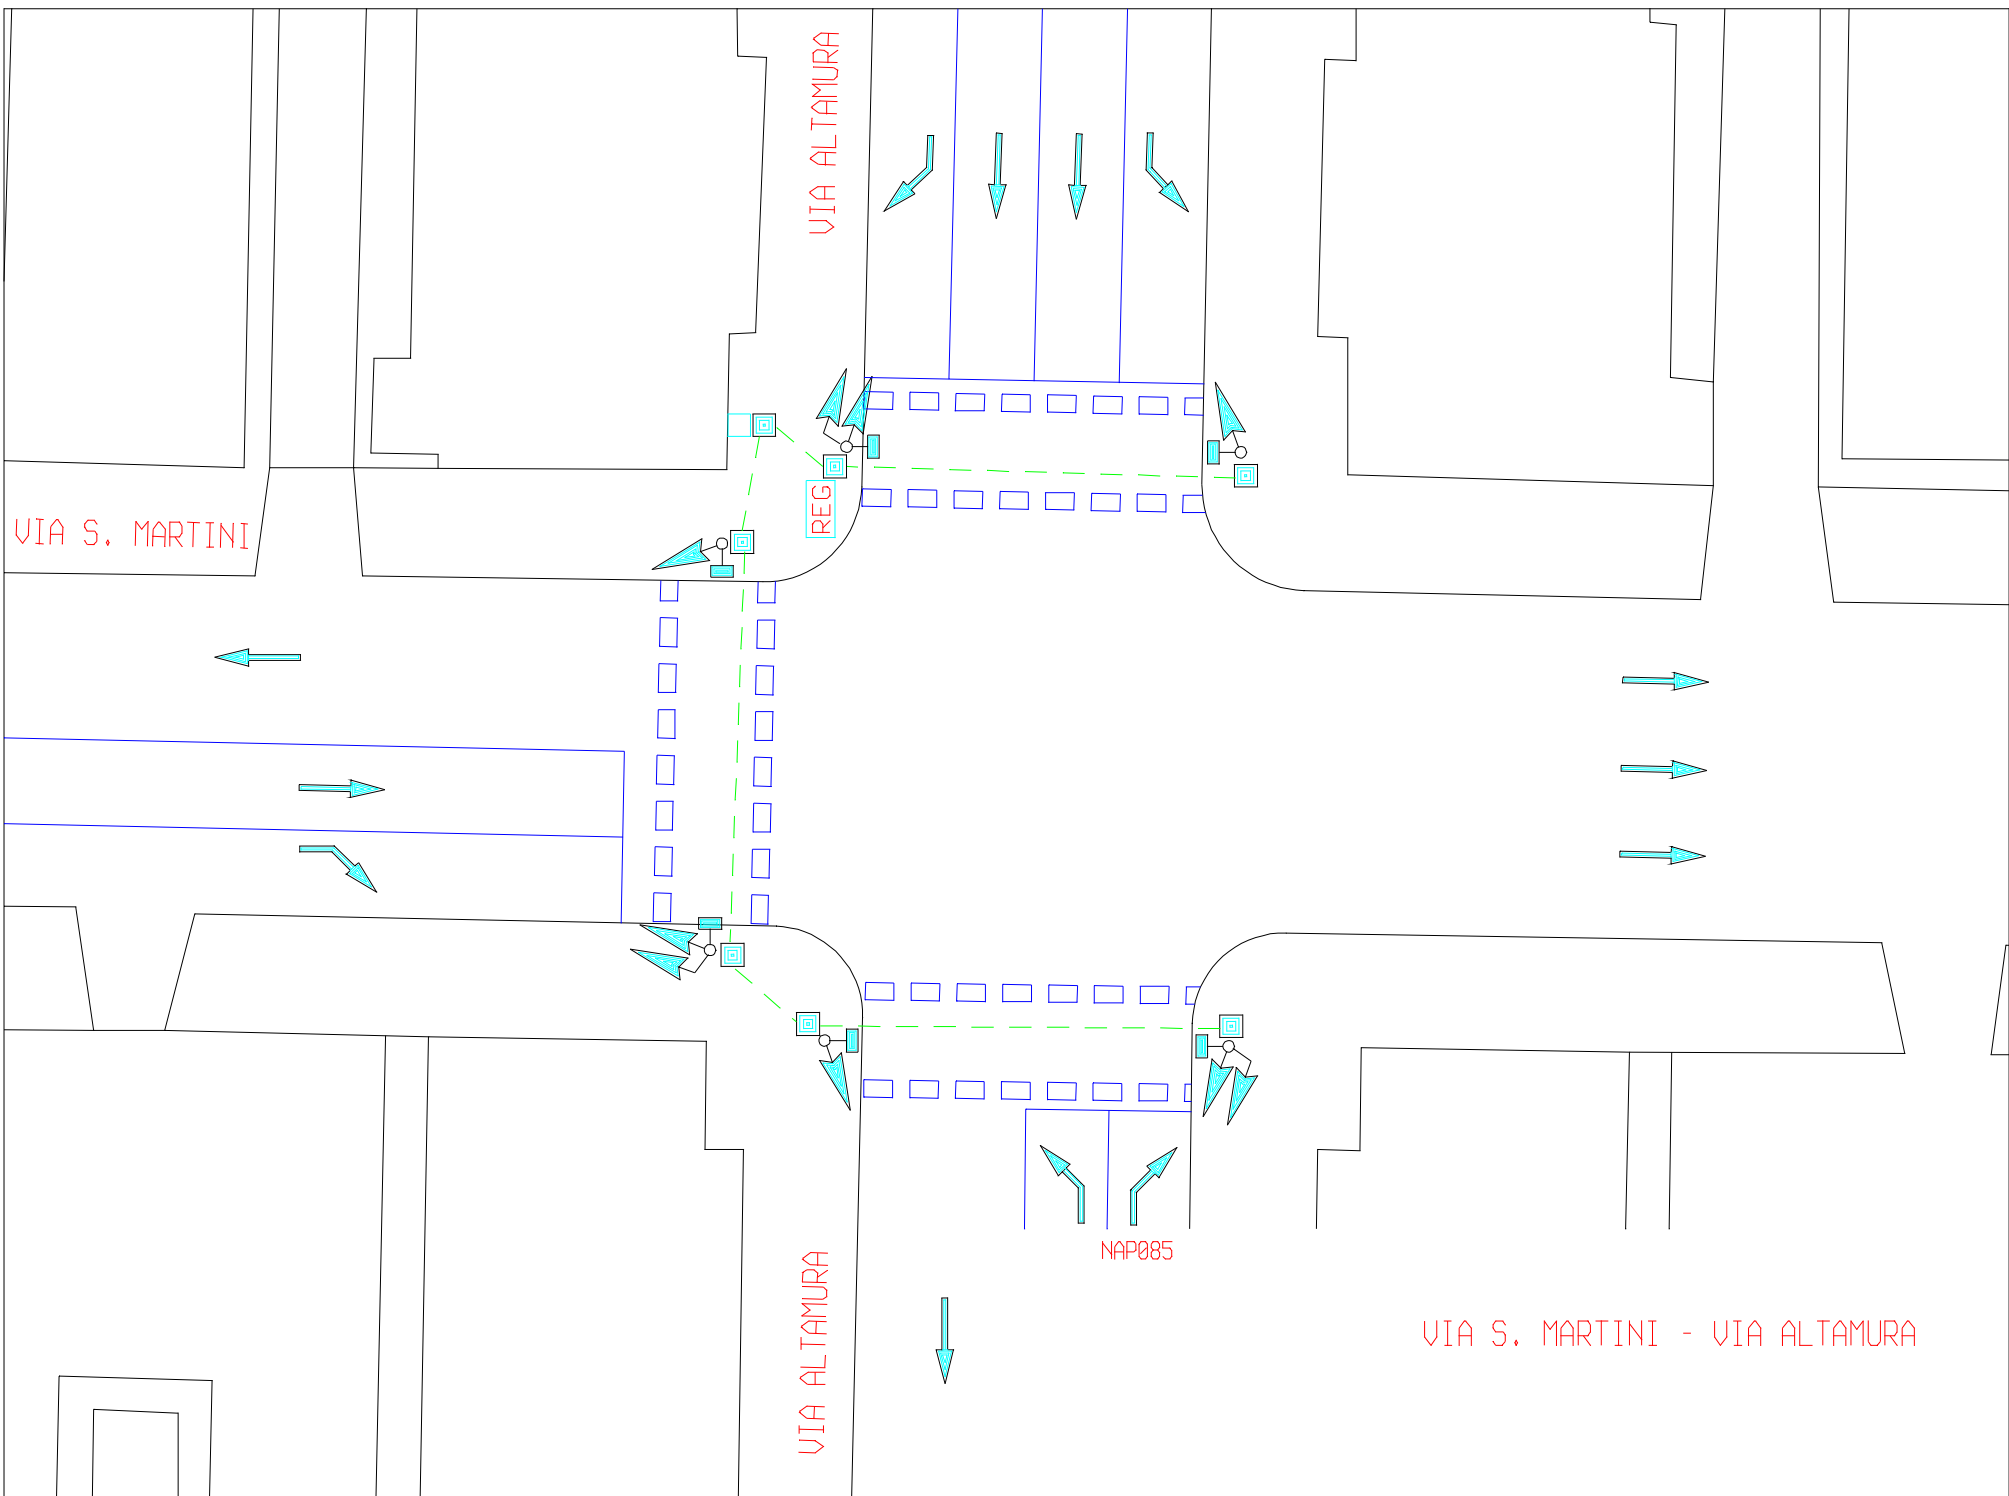 VIA ALTAMURA
VIA S. MARTINI
REG
NAP085
VIA ALTAMURA
VIA S. MARTINI - VIA ALTAMURA